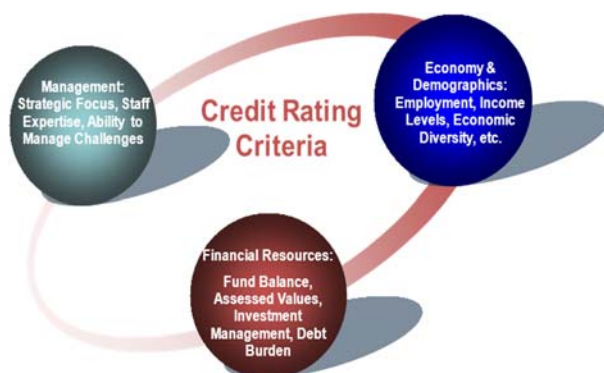 Management:
Strategic Focus, Staff
Expertise, Ability to
Manage Challenges
Credit Rating
Criteria
Economy &
Demographics:
Employment, Income
Levels, Economic
Diversity, etc.
Financial Resources:
Fund Balance,
Assessed Values,
Investment
Management, Debt
Burden